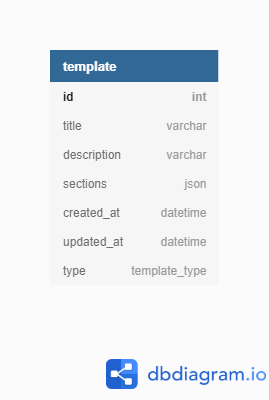 template
id int
title varchar
description varchar
sections json
created_at datetime
updated_at datetime
type template_type
dbdiagram.io